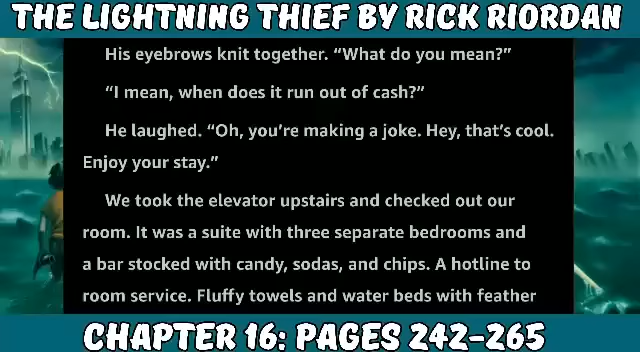 THE LIGHTNING THIEF BY RICK RIORDAN
His eyebrows knit together. “What do you mean?”
“I mean, when does it run out of cash?”
He laughed. “Oh, you’re making a joke. Hey, that’s cool.
Enjoy your stay.”
We took the elevator upstairs and checked out our
room. It was a suite with three separate bedrooms and
a bar stocked with candy, sodas, and chips. A hotline to
room service. Fluffy towels and water beds with feather
CHAPTER 16: PAGES 242-265